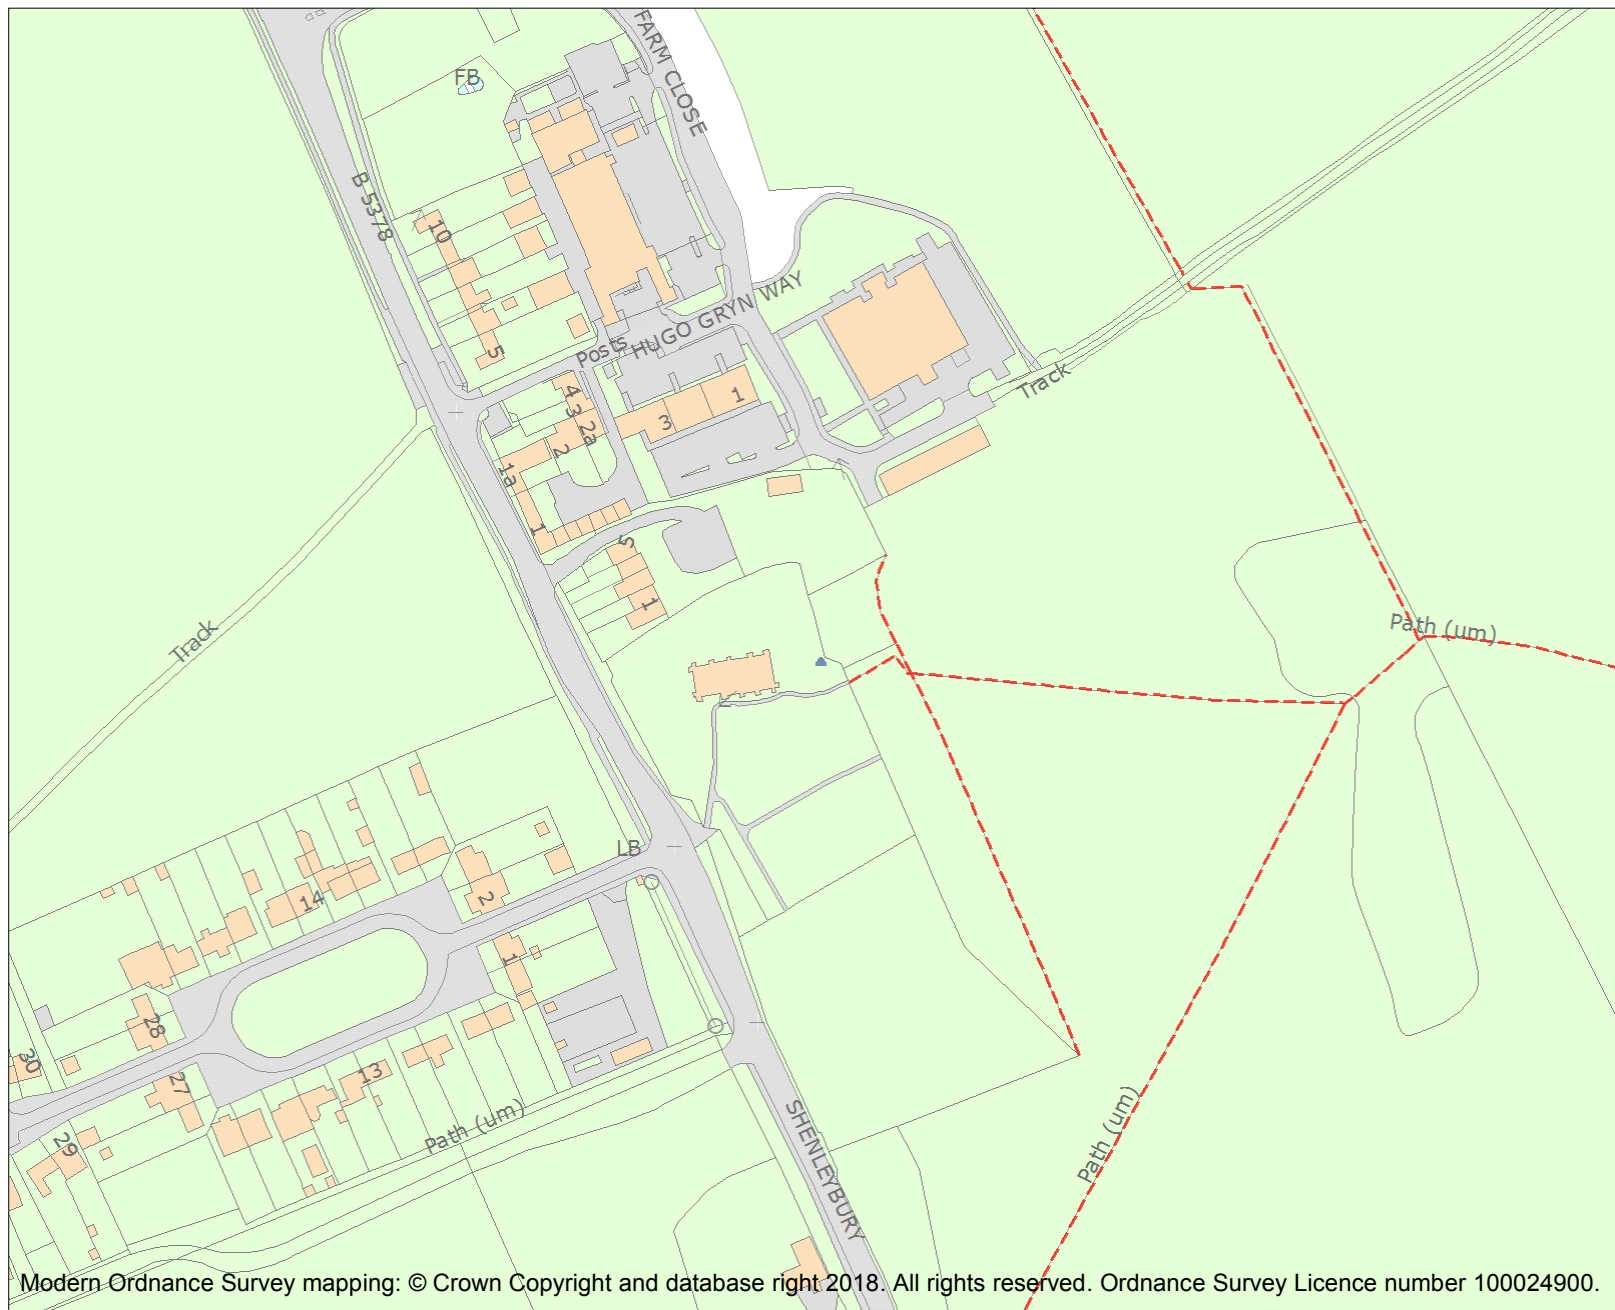 FARM CLOSE
FB
B 5378
10
HUGO GRYN WAY
5
Posts
Track
4
3
2a
1
3
2
1a
1
5
1
Track
Path (um)
LB
14
2
1
28
30
27
13
Path (um)
29
Path (um)
SHENLEYBURY
Modern Ordnance Survey mapping: © Crown Copyright and database right 2018. All rights reserved. Ordnance Survey Licence number 100024900.